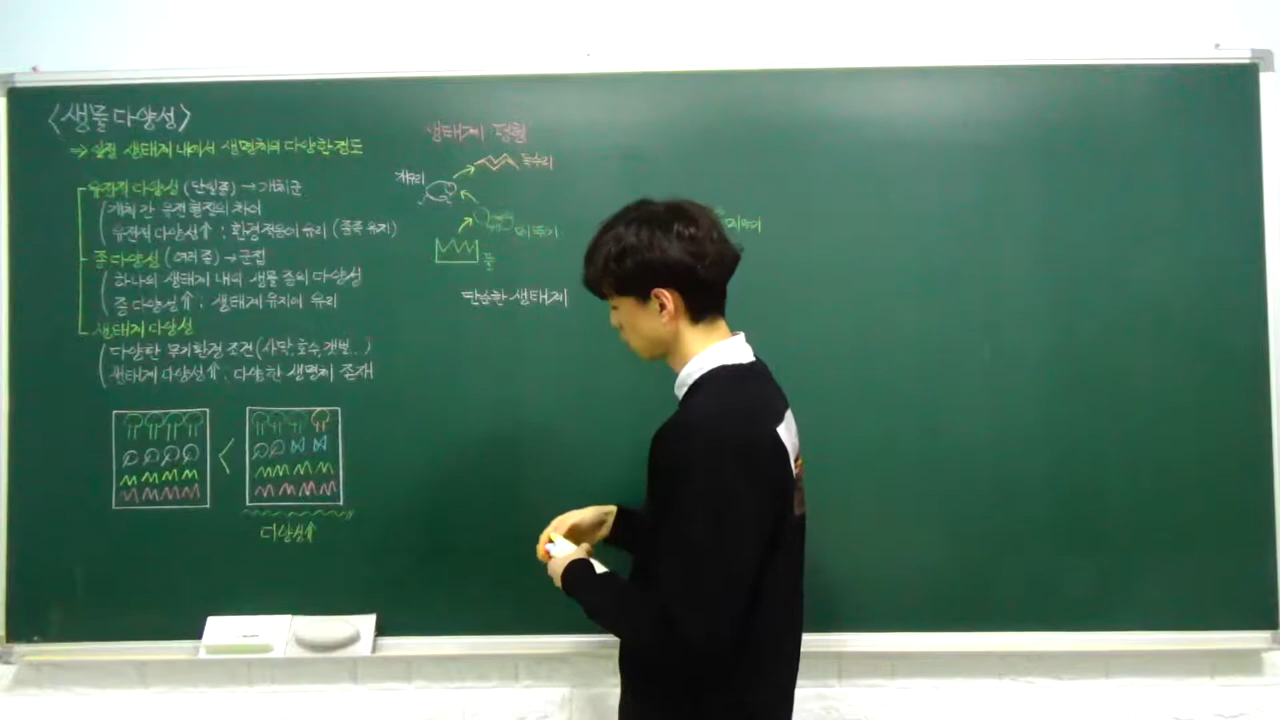 <생물다양성>
⇒ 일정 생태계 내에서 생명체의 다양한 정도
유전적 다양성 (단일종) → 개체군
개체 간 유전형질의 차이
유전적 다양성↑ : 환경적응에 유리 (종족 유지)
종 다양성 (여러 종) → 군집
하나의 생태계 내의 생물 종의 다양성
종 다양성⇑ : 생태계 유지에 유리
생태계 다양성
다양한 무기환경 조건 (사막, 호수, 갯벌..)
생태계 다양성⇑ : 다양한 생명체 존재
<
다양성⇑
생태계 평형
독수리
개구리
메뚜기
풀
단순한 생태계
메뚜기